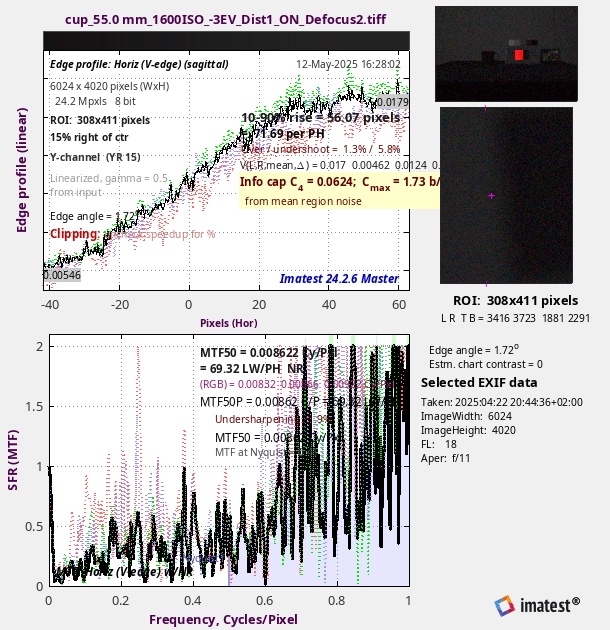 cup_55.0 mm_1600ISO_-3EV_Dist1_ON_Defocus2.tiff
Edge profile: Horiz (V-edge) (sagittal)
12-May-2025 16:28:02
6024 x 4020 pixels (WxH)
24.2 Mpxls 8 bit
ROI: 308x411 pixels
15% right of ctr
Y-channel (YR 15)
Linearized, gamma = 0.5,
from input
Edge angle = 1.72°
Clipping: speedup for %
0.00546
0.0179
10-90% rise = 56.07 pixels
= 71.69 per PH
Over / undershoot = 1.3% / 5.8%
V(L,R,mean,Δ) = 0.017 0.00462 0.0124 0.
Info cap C4 = 0.0624; Cmax = 1.73 b/
from mean region noise
Imatest 24.2.6 Master
Edge profile (linear)
-40 -20 0 20 40 60
Pixels (Hor)
ROI: 308x411 pixels
L R T B = 3416 3723 1881 2291
Edge angle = 1.72°
Estm. chart contrast = 0
Selected EXIF data
Taken: 2025:04:22 20:44:36+02:00
ImageWidth: 6024
ImageHeight: 4020
FL: 18
Aper: f/11
MTF50 = 0.008622 Cy/Pxl
= 69.32 LW/PH NR
(RGB) = 0.00832
MTF50P = 0.00862
Undersharpening
MTF50 =
MTF at Nyquist
Horiz (V-edge) w/NR
SFR (MTF)
2
1.5
1
0.5
0
0 0.2 0.4 0.6 0.8 1
Frequency, Cycles/Pixel
imatest®